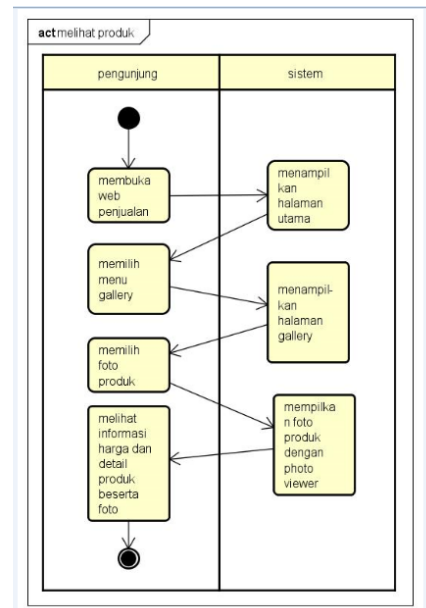 act melihat produk
pengunjung
sistem
membuka
web
penjualan
menampil
kan
halaman
utama
memilih
menu
gallery
menampil-
kan
halaman
gallery
memilih
foto
produk
mempilka
n foto
produk
dengan
photo
viewer
melihat
informasi
harga dan
detail
produk
beserta
foto